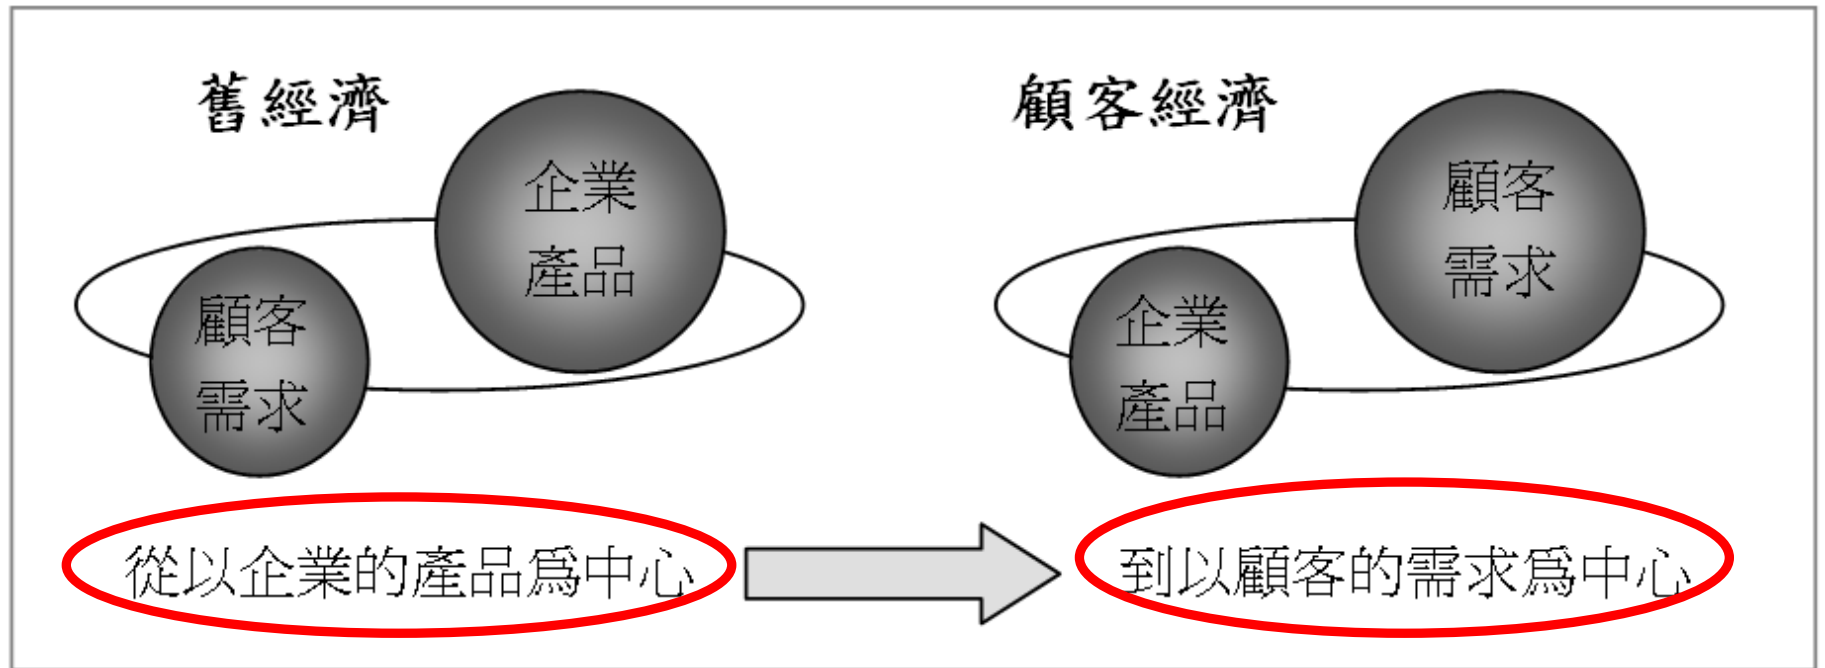 舊經濟
企業
產品
顧客
需求
從以企業的產品為中心
顧客經濟
顧客
需求
企業
產品
到以顧客的需求為中心